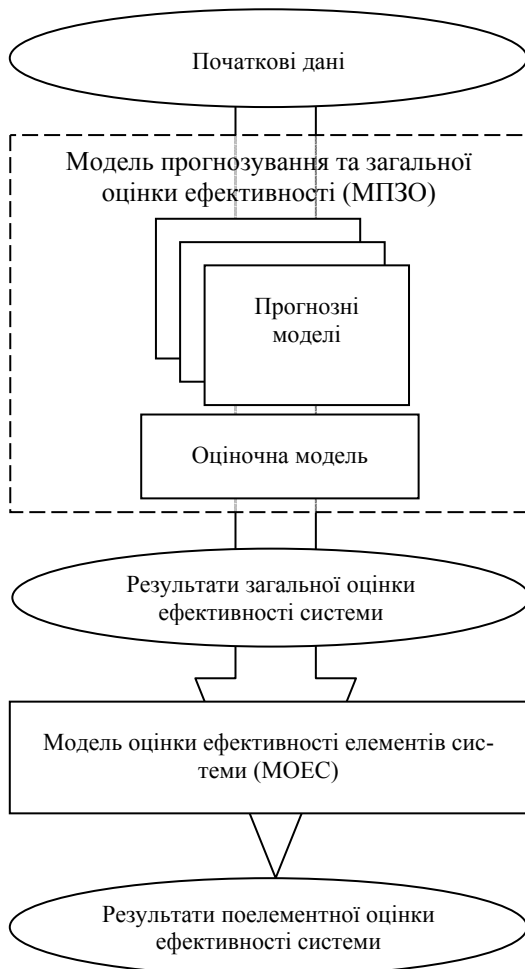 Початкові дані
Модель прогнозування та загальної
оцінки ефективності (МПЗО)
Прогнозні
моделі
Оціночна модель
Результати загальної оцінки
ефективності системи
Модель оцінки ефективності елементів сис-
теми (МОЕС)
Результати поелементної оцінки
ефективності системи